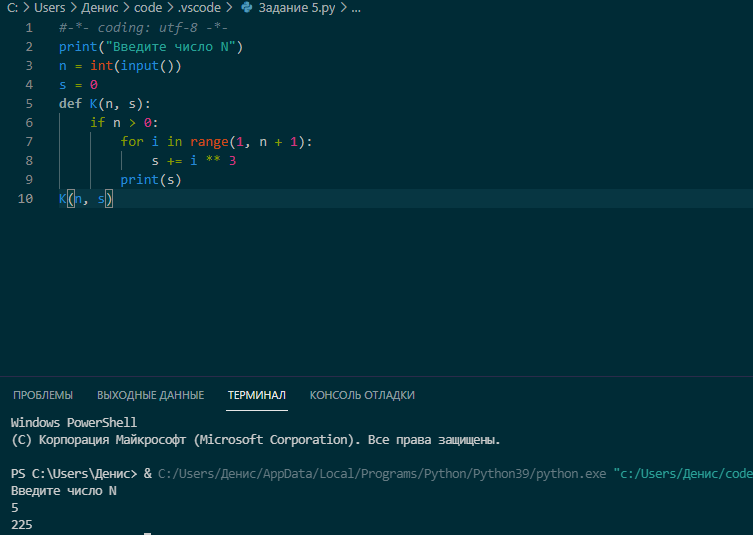 C: > Users > Денис > code > .vscode > Задание 5.py > ...
1 #-*- coding: utf-8 -*-
2 print("Введите число N")
3 n = int(input())
4 s = 0
5 def K(n, s):
6 if n > 0:
7 for i in range(1, n + 1):
8 s += i ** 3
9 print(s)
10 K(n, s)
ПРОБЛЕМЫ ВЫХОДНЫЕ ДАННЫЕ ТЕРМИНАЛ КОНСОЛЬ ОТЛАДКИ
Windows PowerShell
(C) Корпорация Майкрософт (Microsoft Corporation). Все права защищены.
PS C:\Users\Денис> & C:/Users/Денис/AppData/Local/Programs/Python/Python39/python.exe "c:/Users/Денис/code
Введите число N
5
225